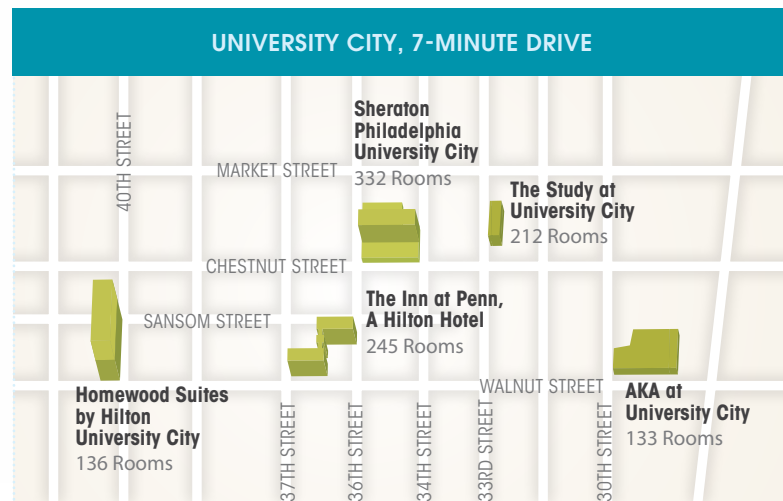 UNIVERSITY CITY, 7-MINUTE DRIVE
Sheraton
Philadelphia
University City
332 Rooms
40TH STREET
MARKET STREET
The Study at
University City
212 Rooms
CHESTNUT STREET
SANSOM STREET
The Inn at Penn,
A Hilton Hotel
245 Rooms
WALNUT STREET
Homewood Suites
by Hilton
University City
136 Rooms
AKA at
University City
133 Rooms
37TH STREET
36TH STREET
34TH STREET
33RD STREET
30TH STREET